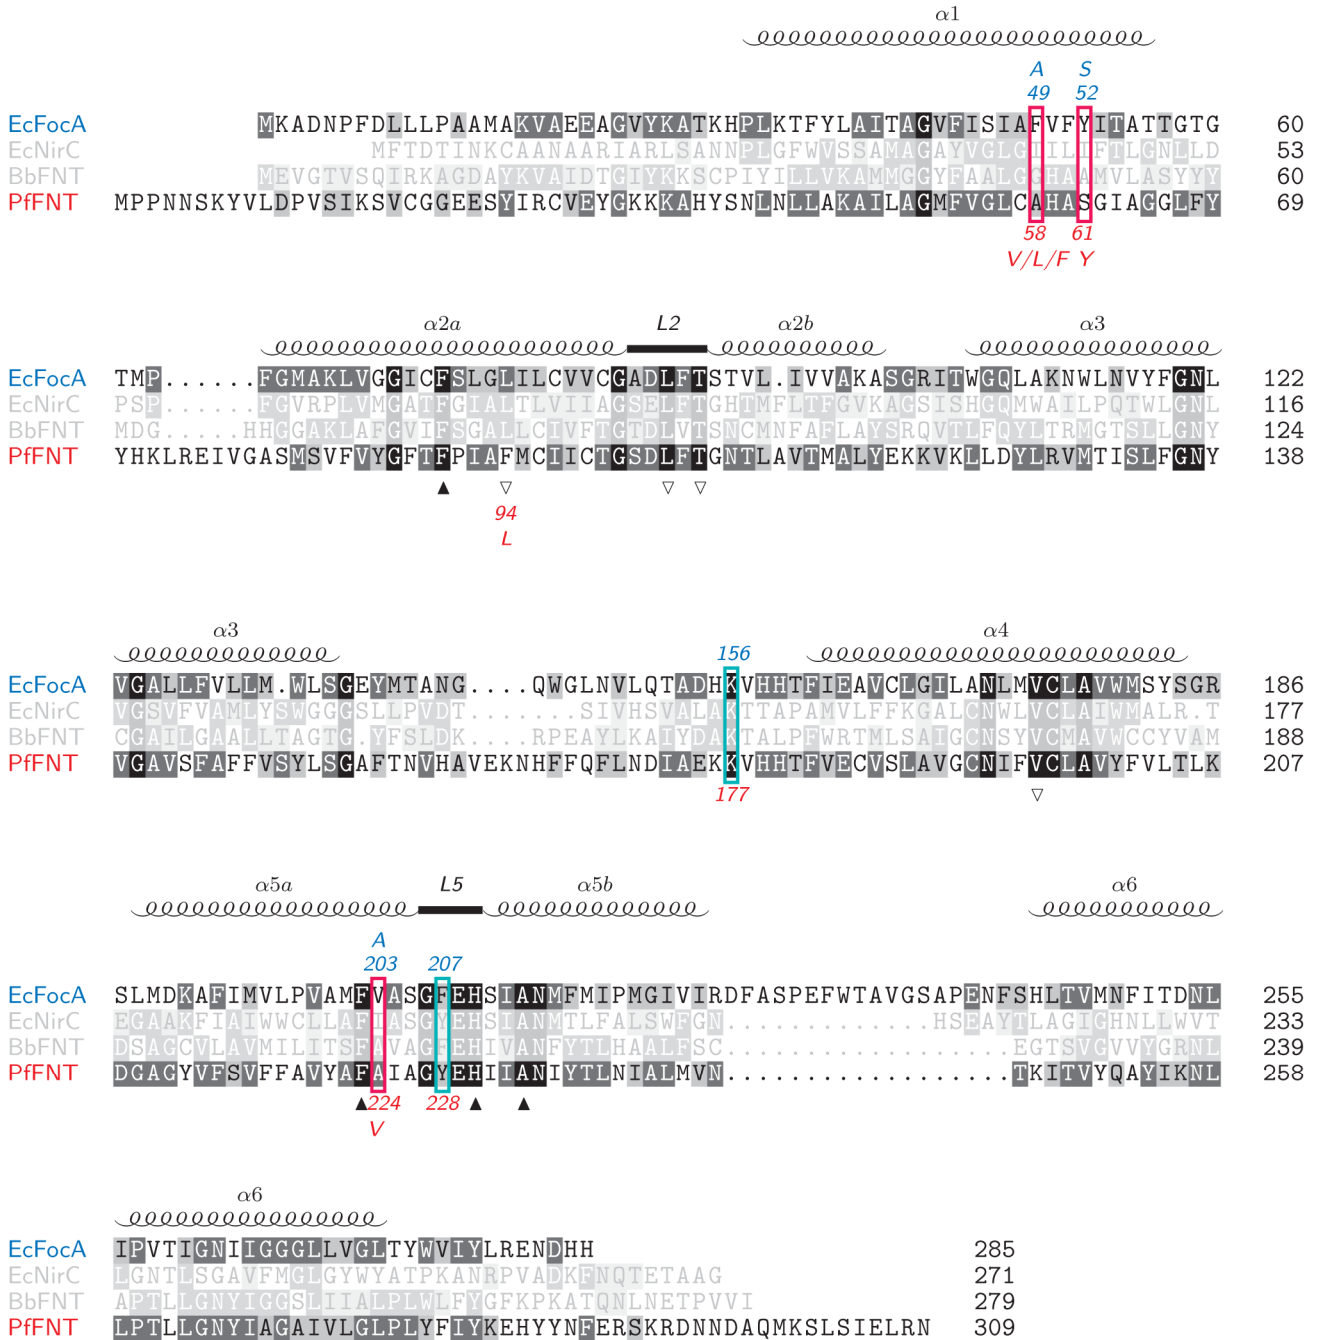 α1
A S
49 52
EcFocA MKADNPFDLLLPAAMAKVAEEAGVYKATKHPLKTFYLAITAGVFISIAFVFYITATTGTG 60
EcNirC MFTDTINKCAANAARIARLSANNPLGFWVSSAMAGAYVGLGIILIFTLGNLLD 53
BbFNT MEVGTVSQIRKAGDAYKVAIDTGIYKKSCPIYILLVKAMMGGYFAALGGHAAMVLASYYY 60
PfFNT MPPNNSKYVLDPVSIKSVCGGEESYIRCVEYGKKKAHYSNLNLLAKAILAGMFVGLCAHASGIAGGLFY 69
58 61
V/L/F Y
α2a L2 α2b α3
EcFocA TMP......FGMAKLVGGICFSLGLILCVVCGADLFTSTVL.IVVAKASGRITWGQLAKNWLNVYFGNL 122
EcNirC PSP......FGVRPLVMGATFGIALTLVIIAGSELFTGHTMFLTFGVKAGSISHGQMWAILPQTWLGNL 116
BbFNT MDG.....HHGGAKLAFGVIFSGALLCIVFTGTDLVTSNCMNFAFLAYSRQVTLFQYLTRMGTSLLGNY 124
PfFNT YHKLREIVGASMSVFVYGFTFPIAFMCIICTGSDLFTGNTLAVTMALYEKKVKLLDYLRVMTISLFGNY 138
▲ ▽ ▽ ▽
94
L
α3 α4
156
EcFocA VGALLFVLLM.WLSGEYMTANG....QWGLNVLQTADHKVHHTFIEAVCLGILANLMVCLAVWMSYSGR 186
EcNirC VGSVFVAMLYSWGGGSLLPVDT.......SIVHSVALAKTTAPAMVLFFKGALCNWLVCLAIWMALR.T 177
BbFNT CGAILGAALLTAGTG.YFSLDK....RPEAYLKAIYDAKTALPFWRTMLSAIGCNSYVCMAVWCCYVAM 188
PfFNT VGAVSFAFFVSYLSGAFTNVHAVEKNHFFQFLNDIAEKKVHHTFVECVSLAVGCNIFVCLAVYFVLTLK 207
177 ▽
α5a L5 α5b α6
A
203 207
EcFocA SLMDKAFIMVLPVAMFVASGFEHSIANMFMIPMGIVIRDFASPEFWTAVGSAPENFSHLTVMNFITDNL 255
EcNirC EGAAKFIAIWWCLLAFIASGYEHSIANMTLFALSWFGN.............HSEAYTLAGIGHNLLWVT 233
BbFNT DSAGCVLAVMILITSFAVAGFEHIVANFYTLHAALFSC..................EGTSVGVVYGRNL 239
PfFNT DGAGYVFSVFFAVYAFAIAGYEHIIANIYTLNIALMVN..................TKITVYQAYIKNL 258
▲ 224 228 ▲ ▲
V
α6
EcFocA IPVTIGNIIGGGLLVGLTYWVIYLRENDHH 285
EcNirC LGNTLSGAVFMGLGYWYATPKANRPVADKFNQTETAAG 271
BbFNT APTLLGNYIGGSLIIALPLWLFYGFKPKATQNLNETPVVI 279
PfFNT LPTLLGNYIAGAIVLGLPLYFIYKEHYYNFERSKRDNNDAQMKSLSIELRN 309